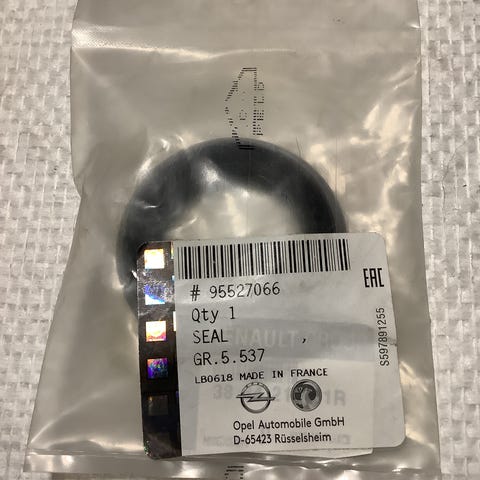 # 95527066
Qty 1
SEAL ,
GR.5.537
LB0618 MADE IN FRANCE
Opel Automobile GmbH
D-65423 Rüsselsheim
EAC
S597891255